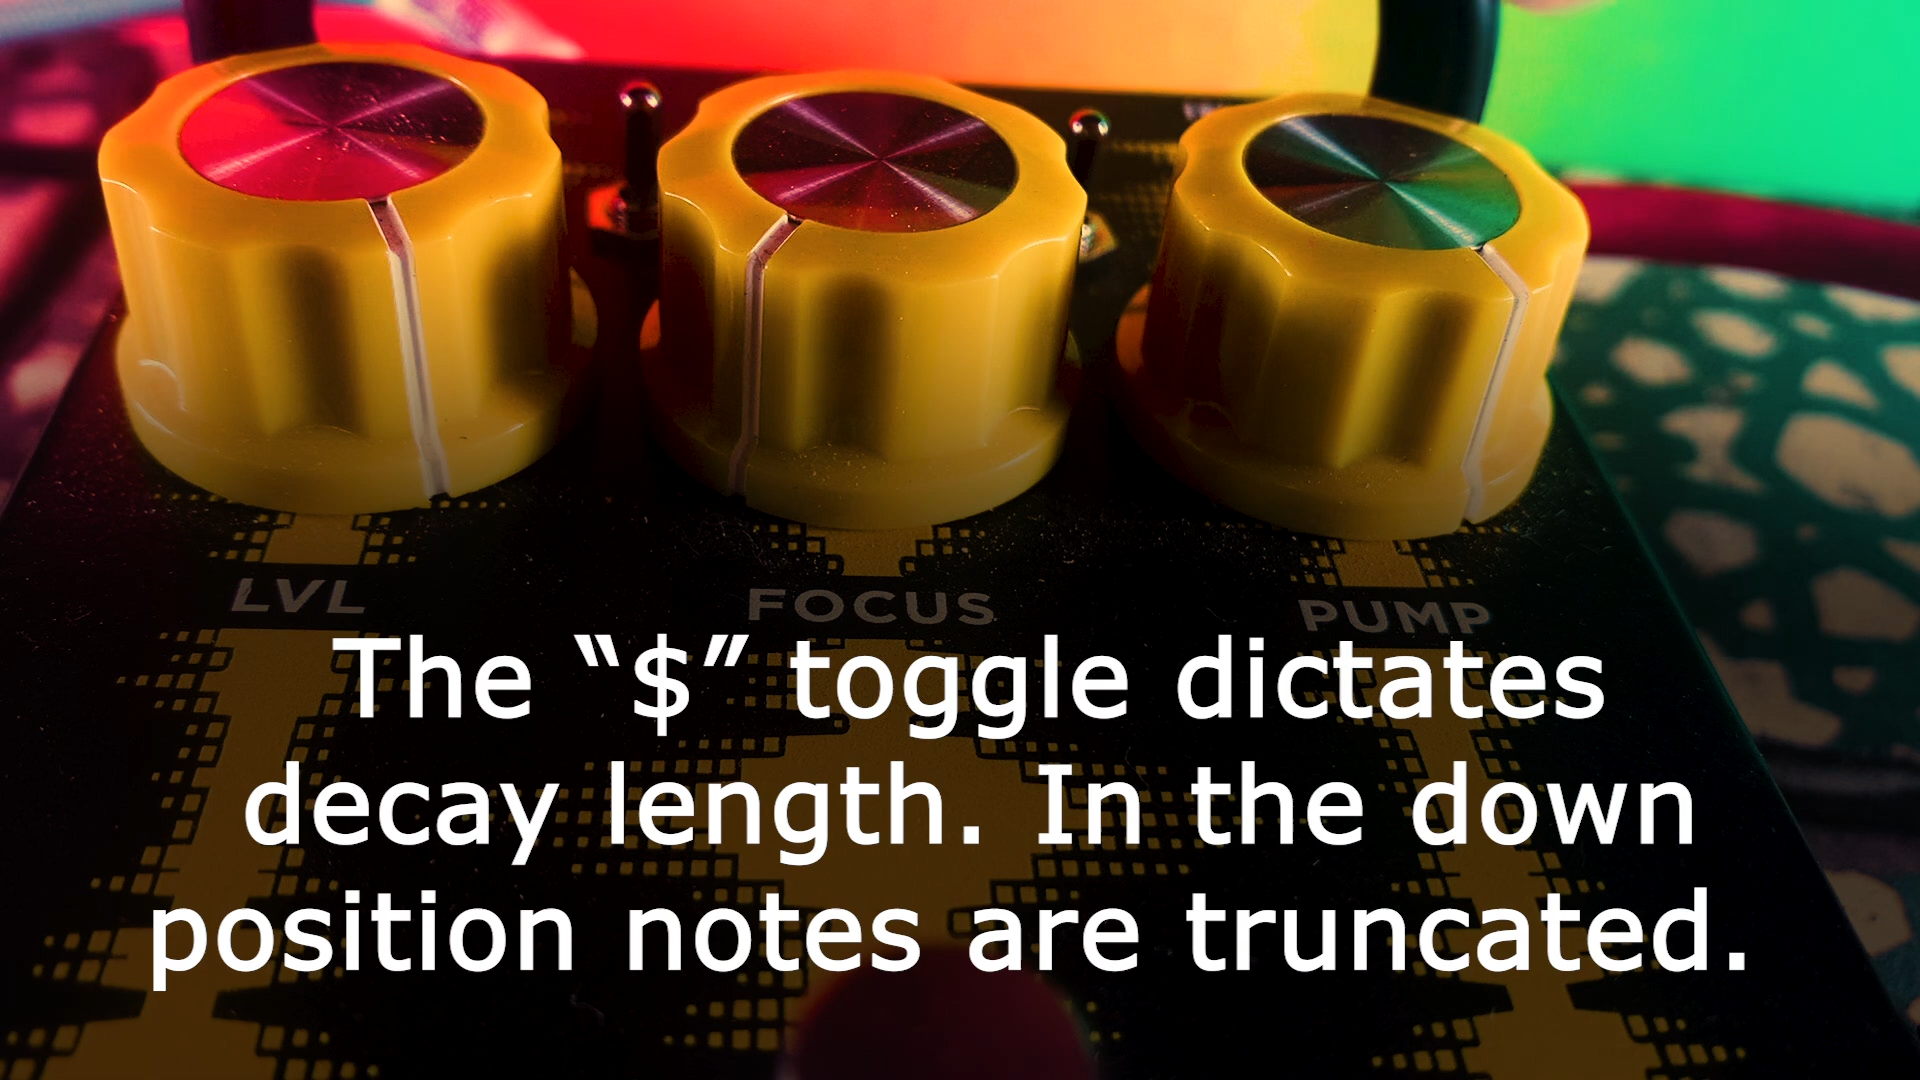 LVL FOCUS PUMP
The “$” toggle dictates
decay length. In the down
position notes are truncated.